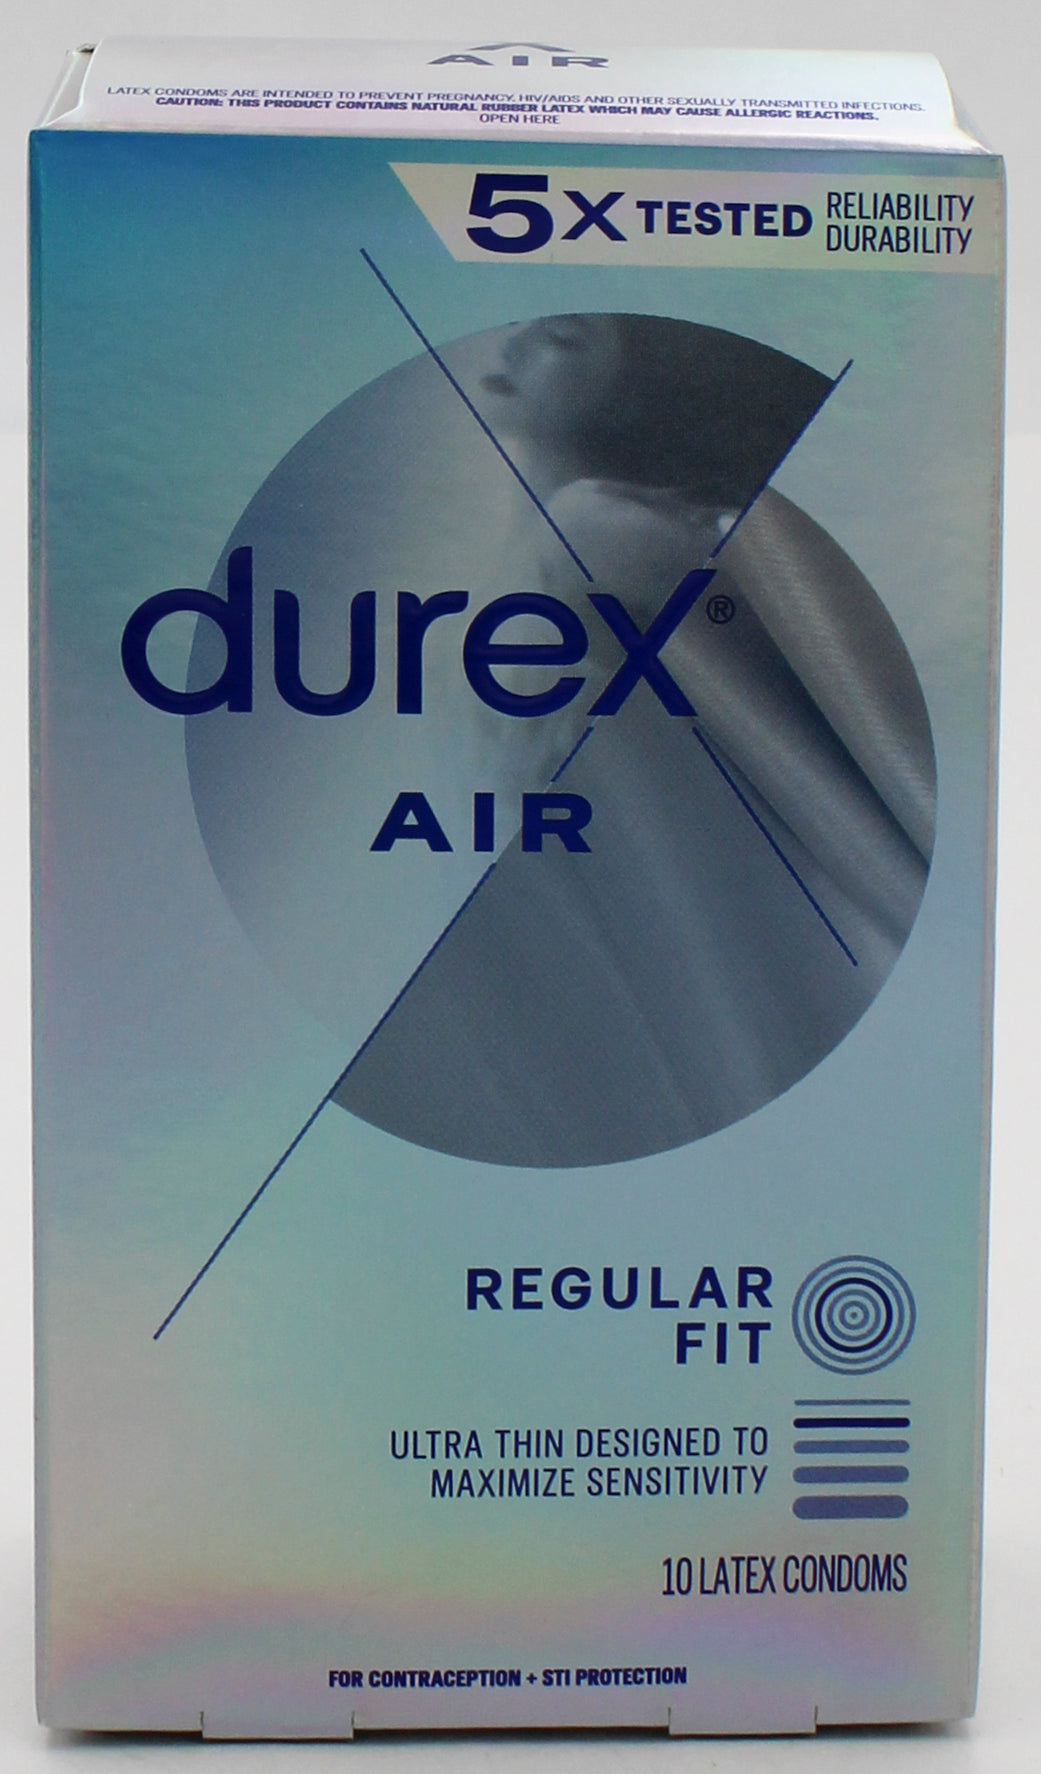 AIR
LATEX CONDOMS ARE INTENDED TO PREVENT PREGNANCY, HIV/AIDS AND OTHER SEXUALLY TRANSMITTED INFECTIONS.
CAUTION: THIS PRODUCT CONTAINS NATURAL RUBBER LATEX WHICH MAY CAUSE ALLERGIC REACTIONS.
OPEN HERE
5X TESTED RELIABILITY
DURABILITY
durex®
AIR
REGULAR
FIT
ULTRA THIN DESIGNED TO
MAXIMIZE SENSITIVITY
10 LATEX CONDOMS
FOR CONTRACEPTION + STI PROTECTION